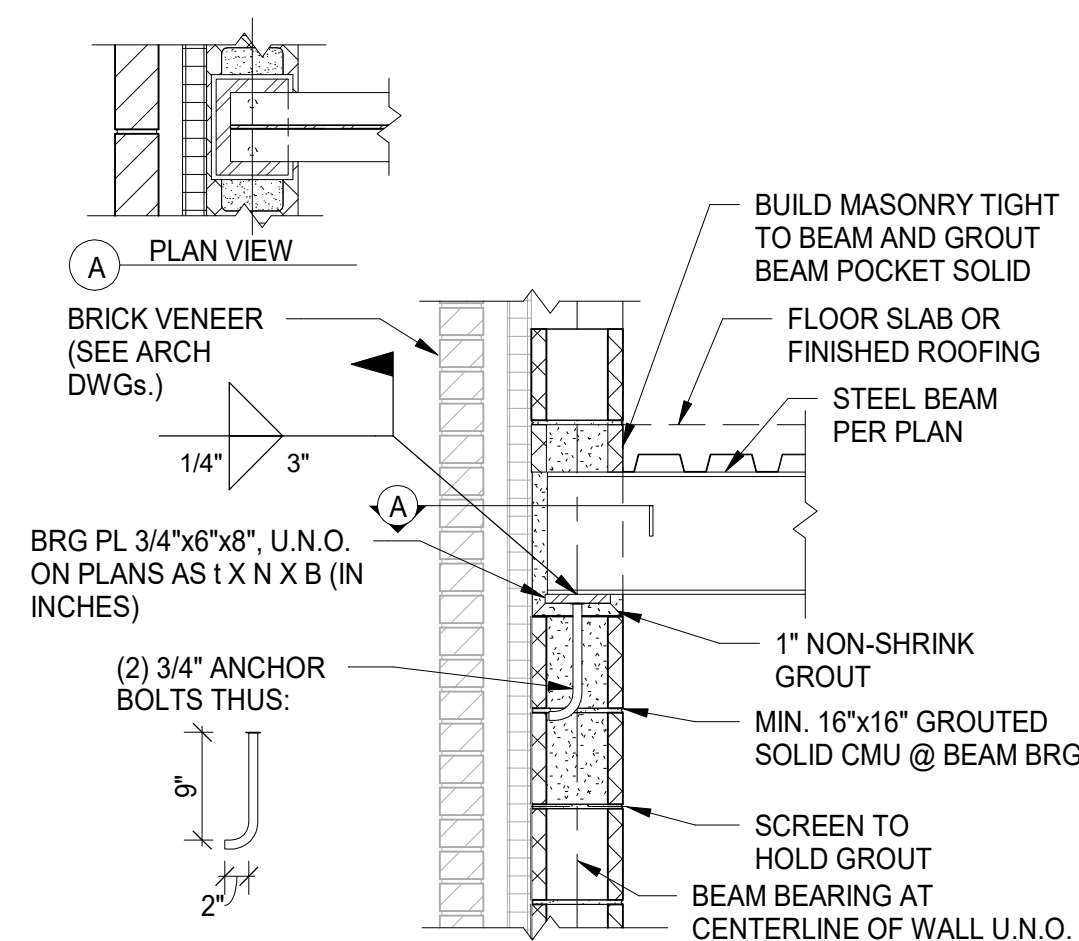 A PLAN VIEW
BRICK VENEER
(SEE ARCH
DWGs.)
1/4" 3"
A
BRG PL 3/4"x6"x8", U.N.O.
ON PLANS AS t X N X B (IN
INCHES)
(2) 3/4" ANCHOR
BOLTS THUS:
9"
2"
BUILD MASONRY TIGHT
TO BEAM AND GROUT
BEAM POCKET SOLID
FLOOR SLAB OR
FINISHED ROOFING
STEEL BEAM
PER PLAN
1" NON-SHRINK
GROUT
MIN. 16"x16" GROUTED
SOLID CMU @ BEAM BRG
SCREEN TO
HOLD GROUT
BEAM BEARING AT
CENTERLINE OF WALL U.N.O.